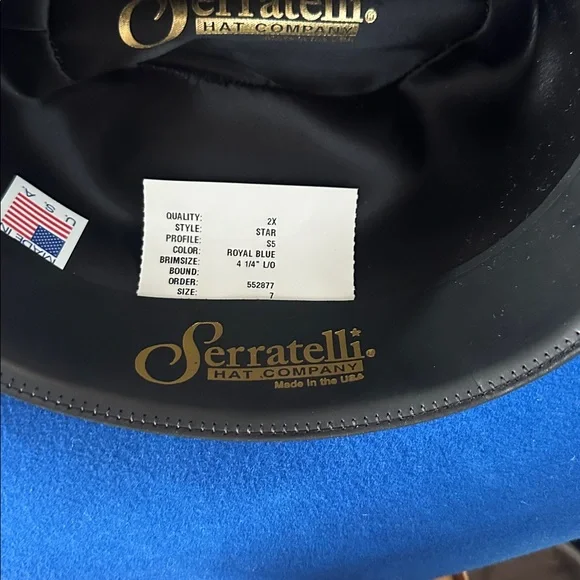 Serratelli®
HAT COMPANY
MADE IN
U. S. A.
QUALITY: 2X
STYLE: STAR
PROFILE: S5
COLOR: ROYAL BLUE
BRIMSIZE: 4 1/4" L/O
BOUND:
ORDER: 552877
SIZE: 7
Serratelli®
HAT COMPANY
Made in the U.S.A.